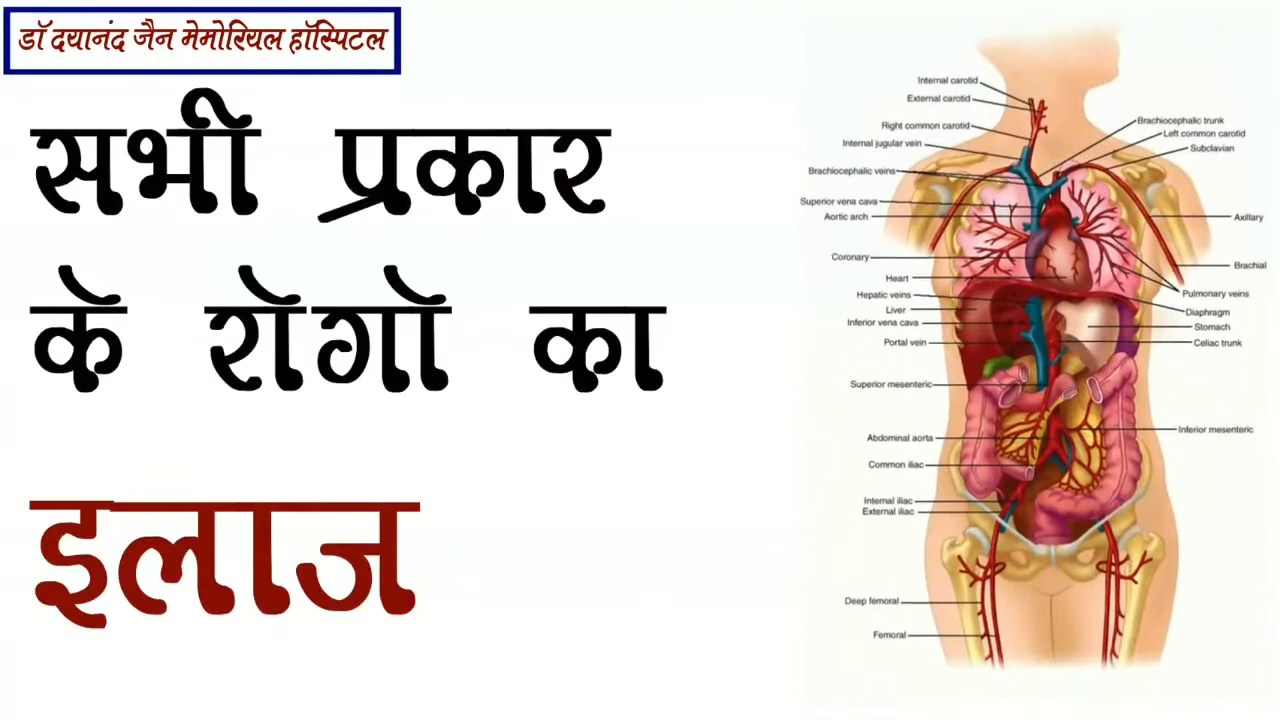 डॉ दयानंद जैन मेमोरियल हॉस्पिटल
सभी प्रकार
के रोगो का
इलाज
Internal carotid
External carotid
Right common carotid
Internal jugular vein
Brachiocephalic veins
Superior vena cava
Aortic arch
Coronary
Heart
Hepatic veins
Liver
Inferior vena cava
Portal vein
Superior mesenteric
Abdominal aorta
Common iliac
Internal iliac
External iliac
Deep femoral
Femoral
Brachiocephalic trunk
Left common carotid
Subclavian
Axillary
Brachial
Pulmonary veins
Diaphragm
Stomach
Celiac trunk
Inferior mesenteric